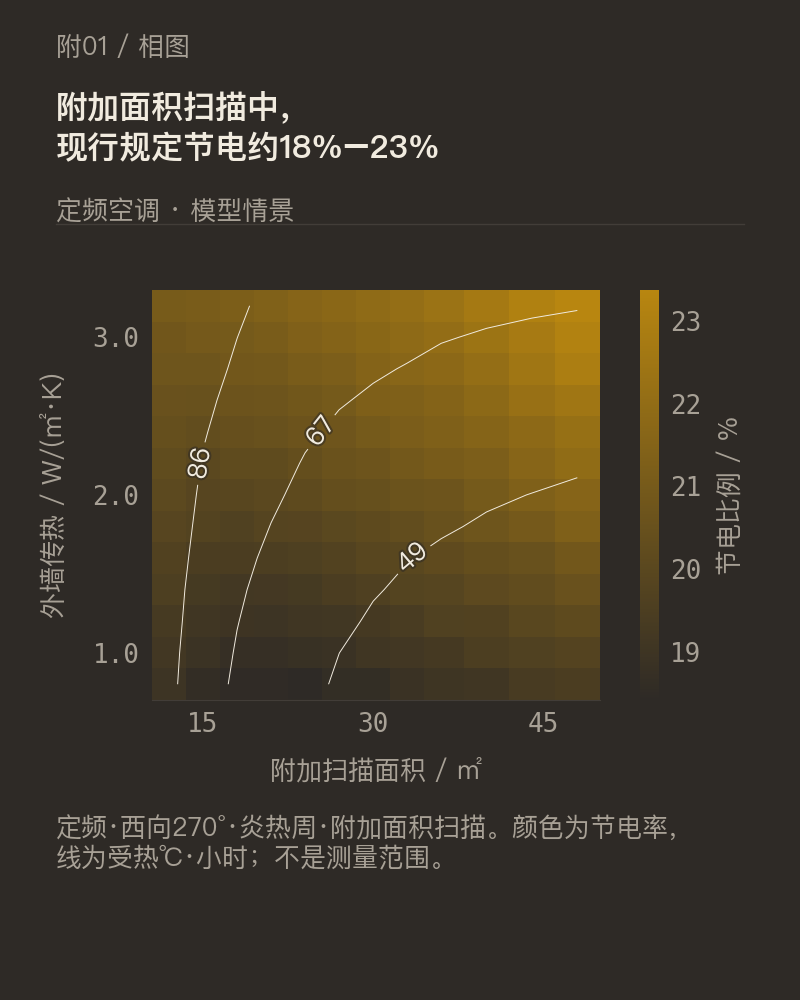 附01 / 相图
附加面积扫描中，
现行规定节电约18%—23%
定频空调 · 模型情景
外墙传热 / W/(㎡·K)
3.0
2.0
1.0
86
67
49
15
30
45
附加扫描面积 / ㎡
23
22
21
20
19
节电比例 / %
定频·西向270°·炎热周·附加面积扫描。颜色为节电率，
线为受热℃·小时；不是测量范围。